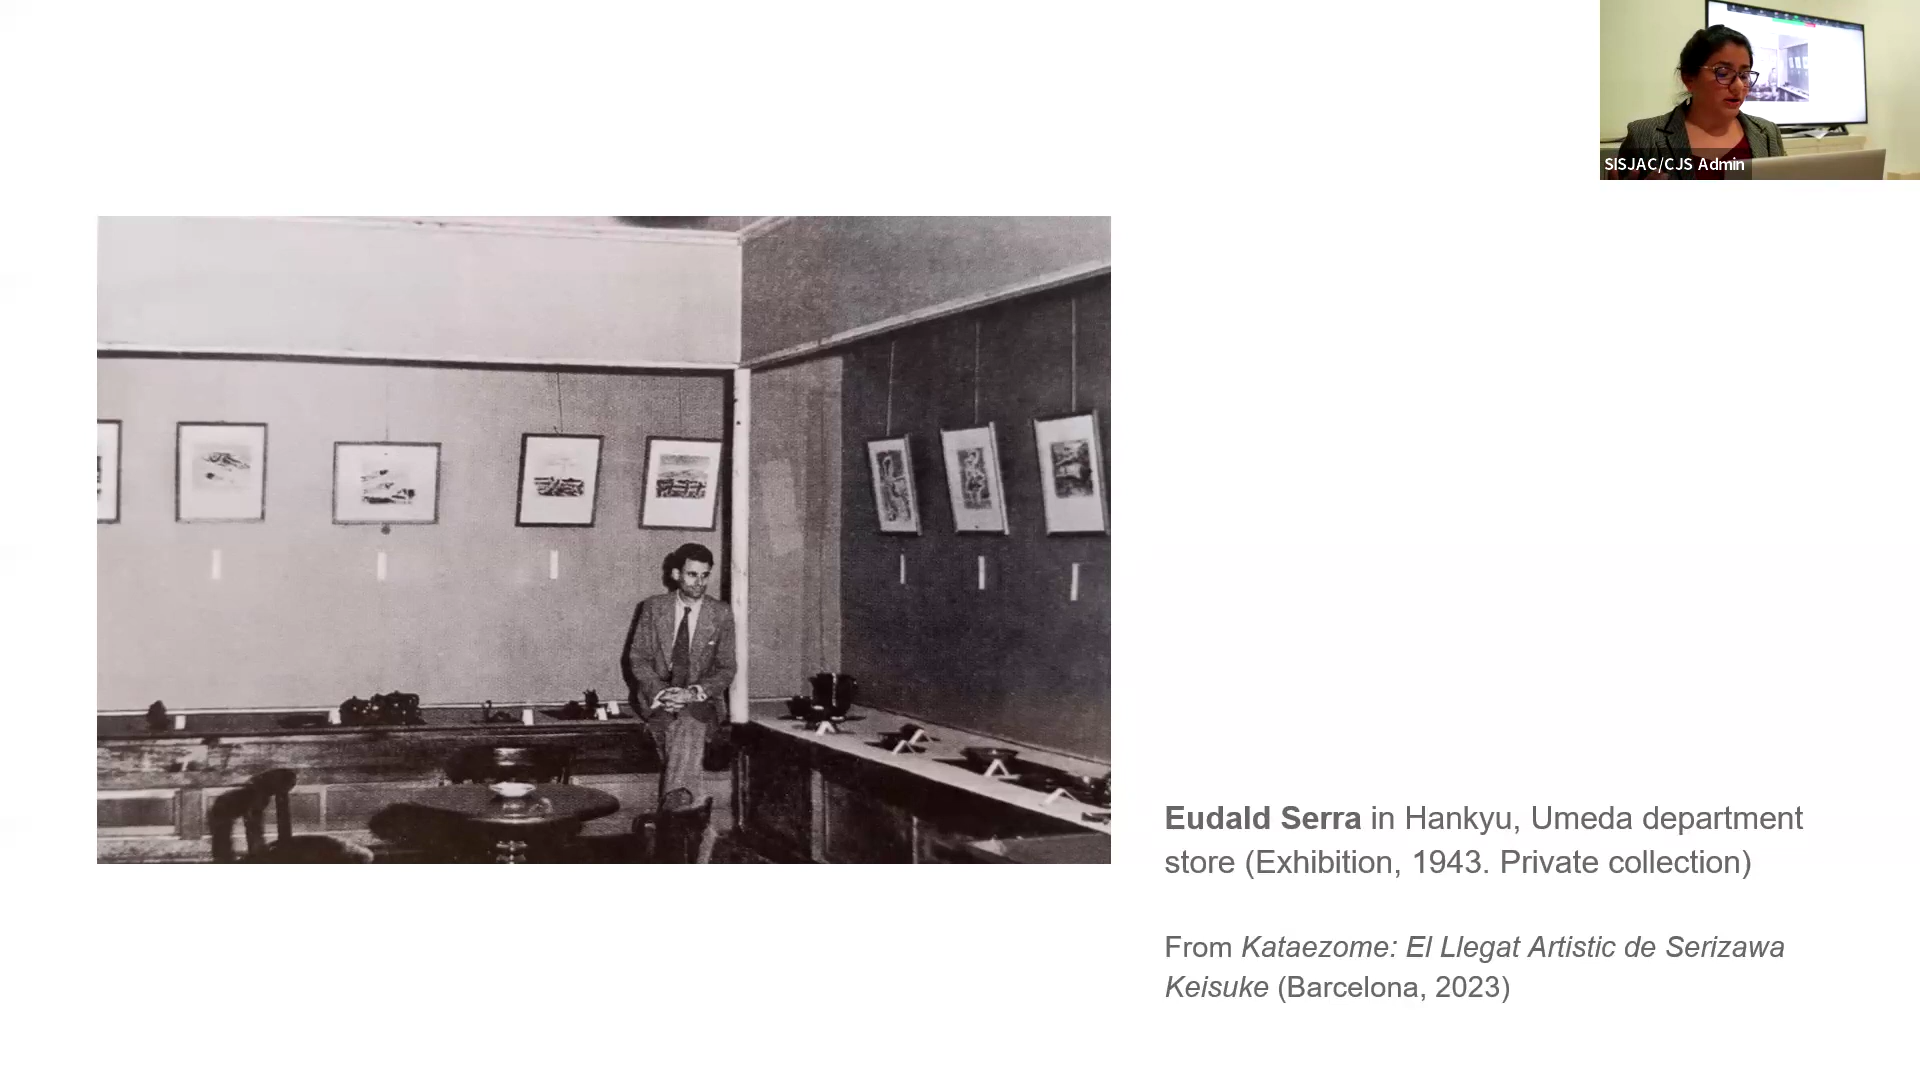 SISJAC/CJS Admin
Eudald Serra in Hankyu, Umeda department
store (Exhibition, 1943. Private collection)
From Kataezome: El Llegat Artistic de Serizawa
Keisuke (Barcelona, 2023)